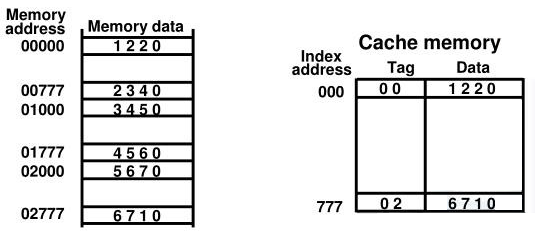 Memory
address
Memory data
00000
1 2 2 0
00777
2 3 4 0
01000
3 4 5 0
01777
4 5 6 0
02000
5 6 7 0
02777
6 7 1 0
Cache memory
Index
address
Tag
Data
000
0 0
1 2 2 0
777
0 2
6 7 1 0